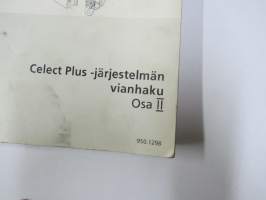 Celect Plus -järjestelmän
vianhaku
Osa II
950.1298